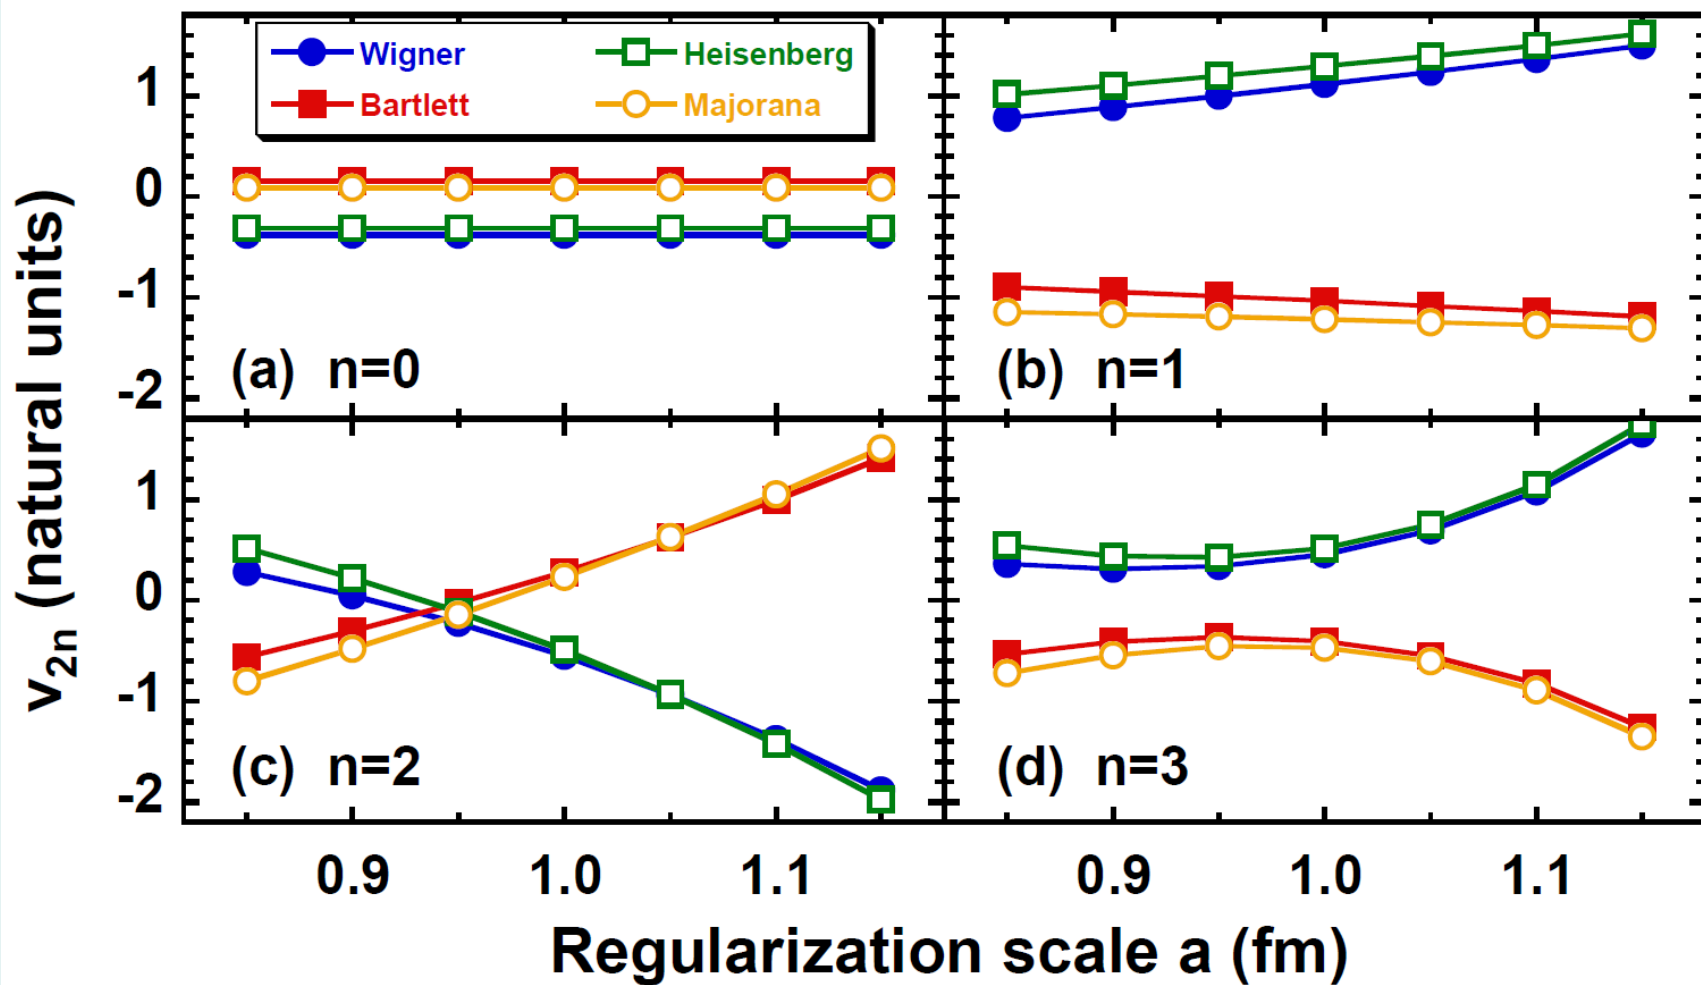 Wigner
Heisenberg
Bartlett
Majorana
1
0
-1
-2
(a) n=0
(b) n=1
1
0
-1
-2
(c) n=2
(d) n=3
0.9 1.0 1.1 0.9 1.0 1.1
v2n (natural units)
Regularization scale a (fm)